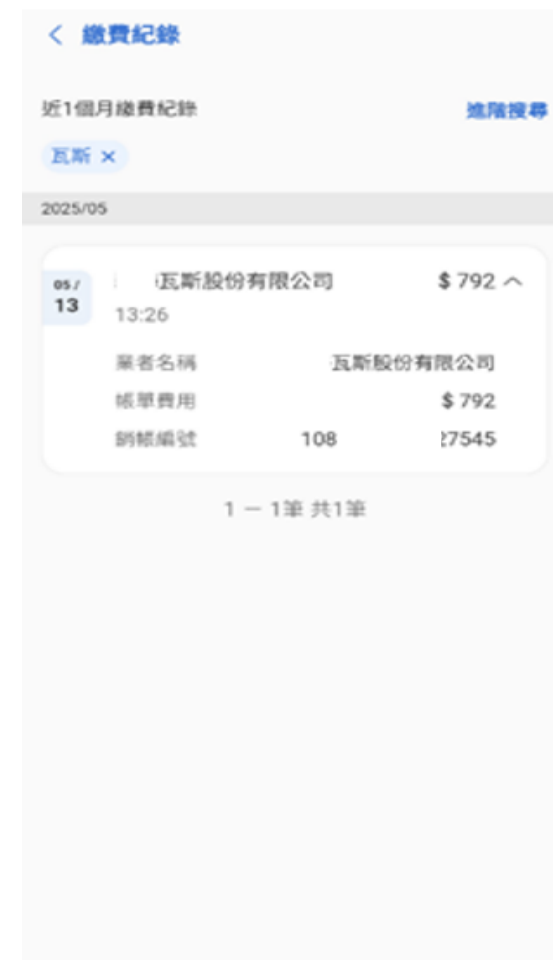 繳費紀錄
近1個月繳費紀錄 進階搜尋
瓦斯 ×
2025/05
05/ 瓦斯股份有限公司 $ 792
13 13:26
業者名稱 瓦斯股份有限公司
帳單費用 $ 792
銷帳編號 108 27545
1 － 1筆 共1筆